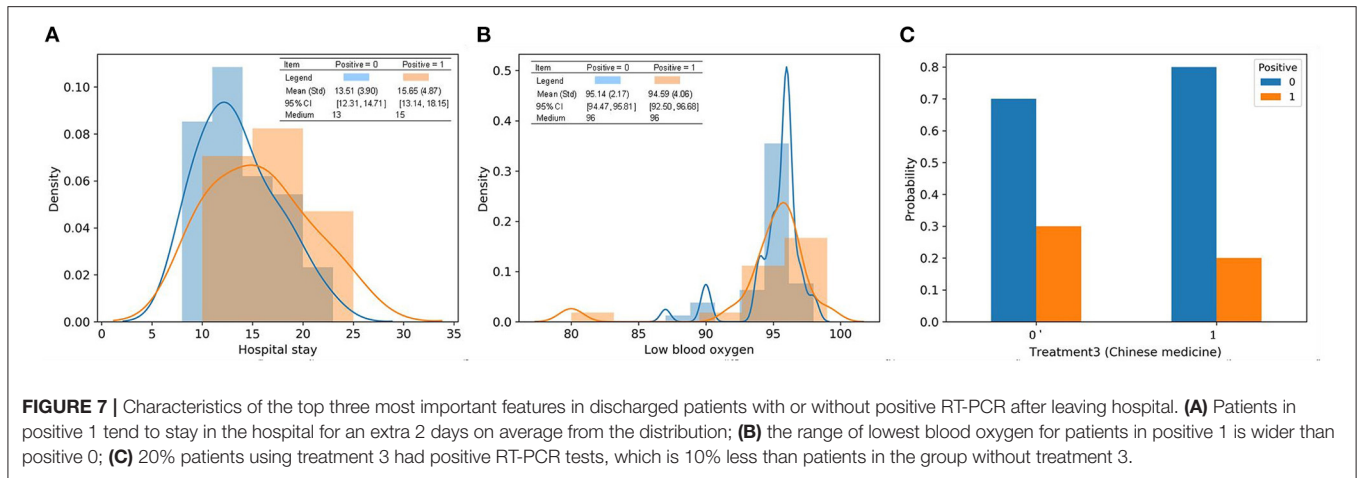 A
Item Positive = 0 Positive = 1
Legend
Mean (Std) 13.51 (3.90) 15.65 (4.87)
95% CI [12.31, 14.71] [13.14, 18.15]
Medium 13 15
0.10
0.08
0.06
0.04
0.02
0.00
Density
0 5 10 15 20 25 30 35
Hospital stay
B
Item Positive = 0 Positive = 1
Legend
Mean (Std) 95.14 (2.17) 94.59 (4.06)
95% CI [94.47, 95.81] [92.50, 96.68]
Medium 96 96
0.5
0.4
0.3
0.2
0.1
0.0
Density
80 85 90 95 100
Low blood oxygen
C
Positive
0
1
0.8
0.7
0.6
0.5
0.4
0.3
0.2
0.1
0.0
Probability
0 1
Treatment3 (Chinese medicine)
FIGURE 7 | Characteristics of the top three most important features in discharged patients with or without positive RT-PCR after leaving hospital. (A) Patients in
positive 1 tend to stay in the hospital for an extra 2 days on average from the distribution; (B) the range of lowest blood oxygen for patients in positive 1 is wider than
positive 0; (C) 20% patients using treatment 3 had positive RT-PCR tests, which is 10% less than patients in the group without treatment 3.